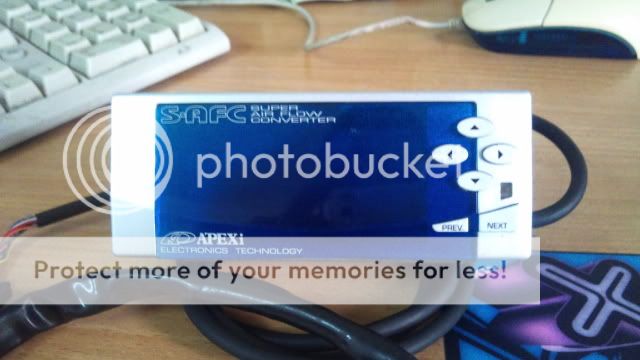 S-AFC SUPER
AIR FLOW
CONVERTER
photobucket
PREV.
NEXT
APEXi
ELECTRONICS TECHNOLOGY
Protect more of your memories for less!